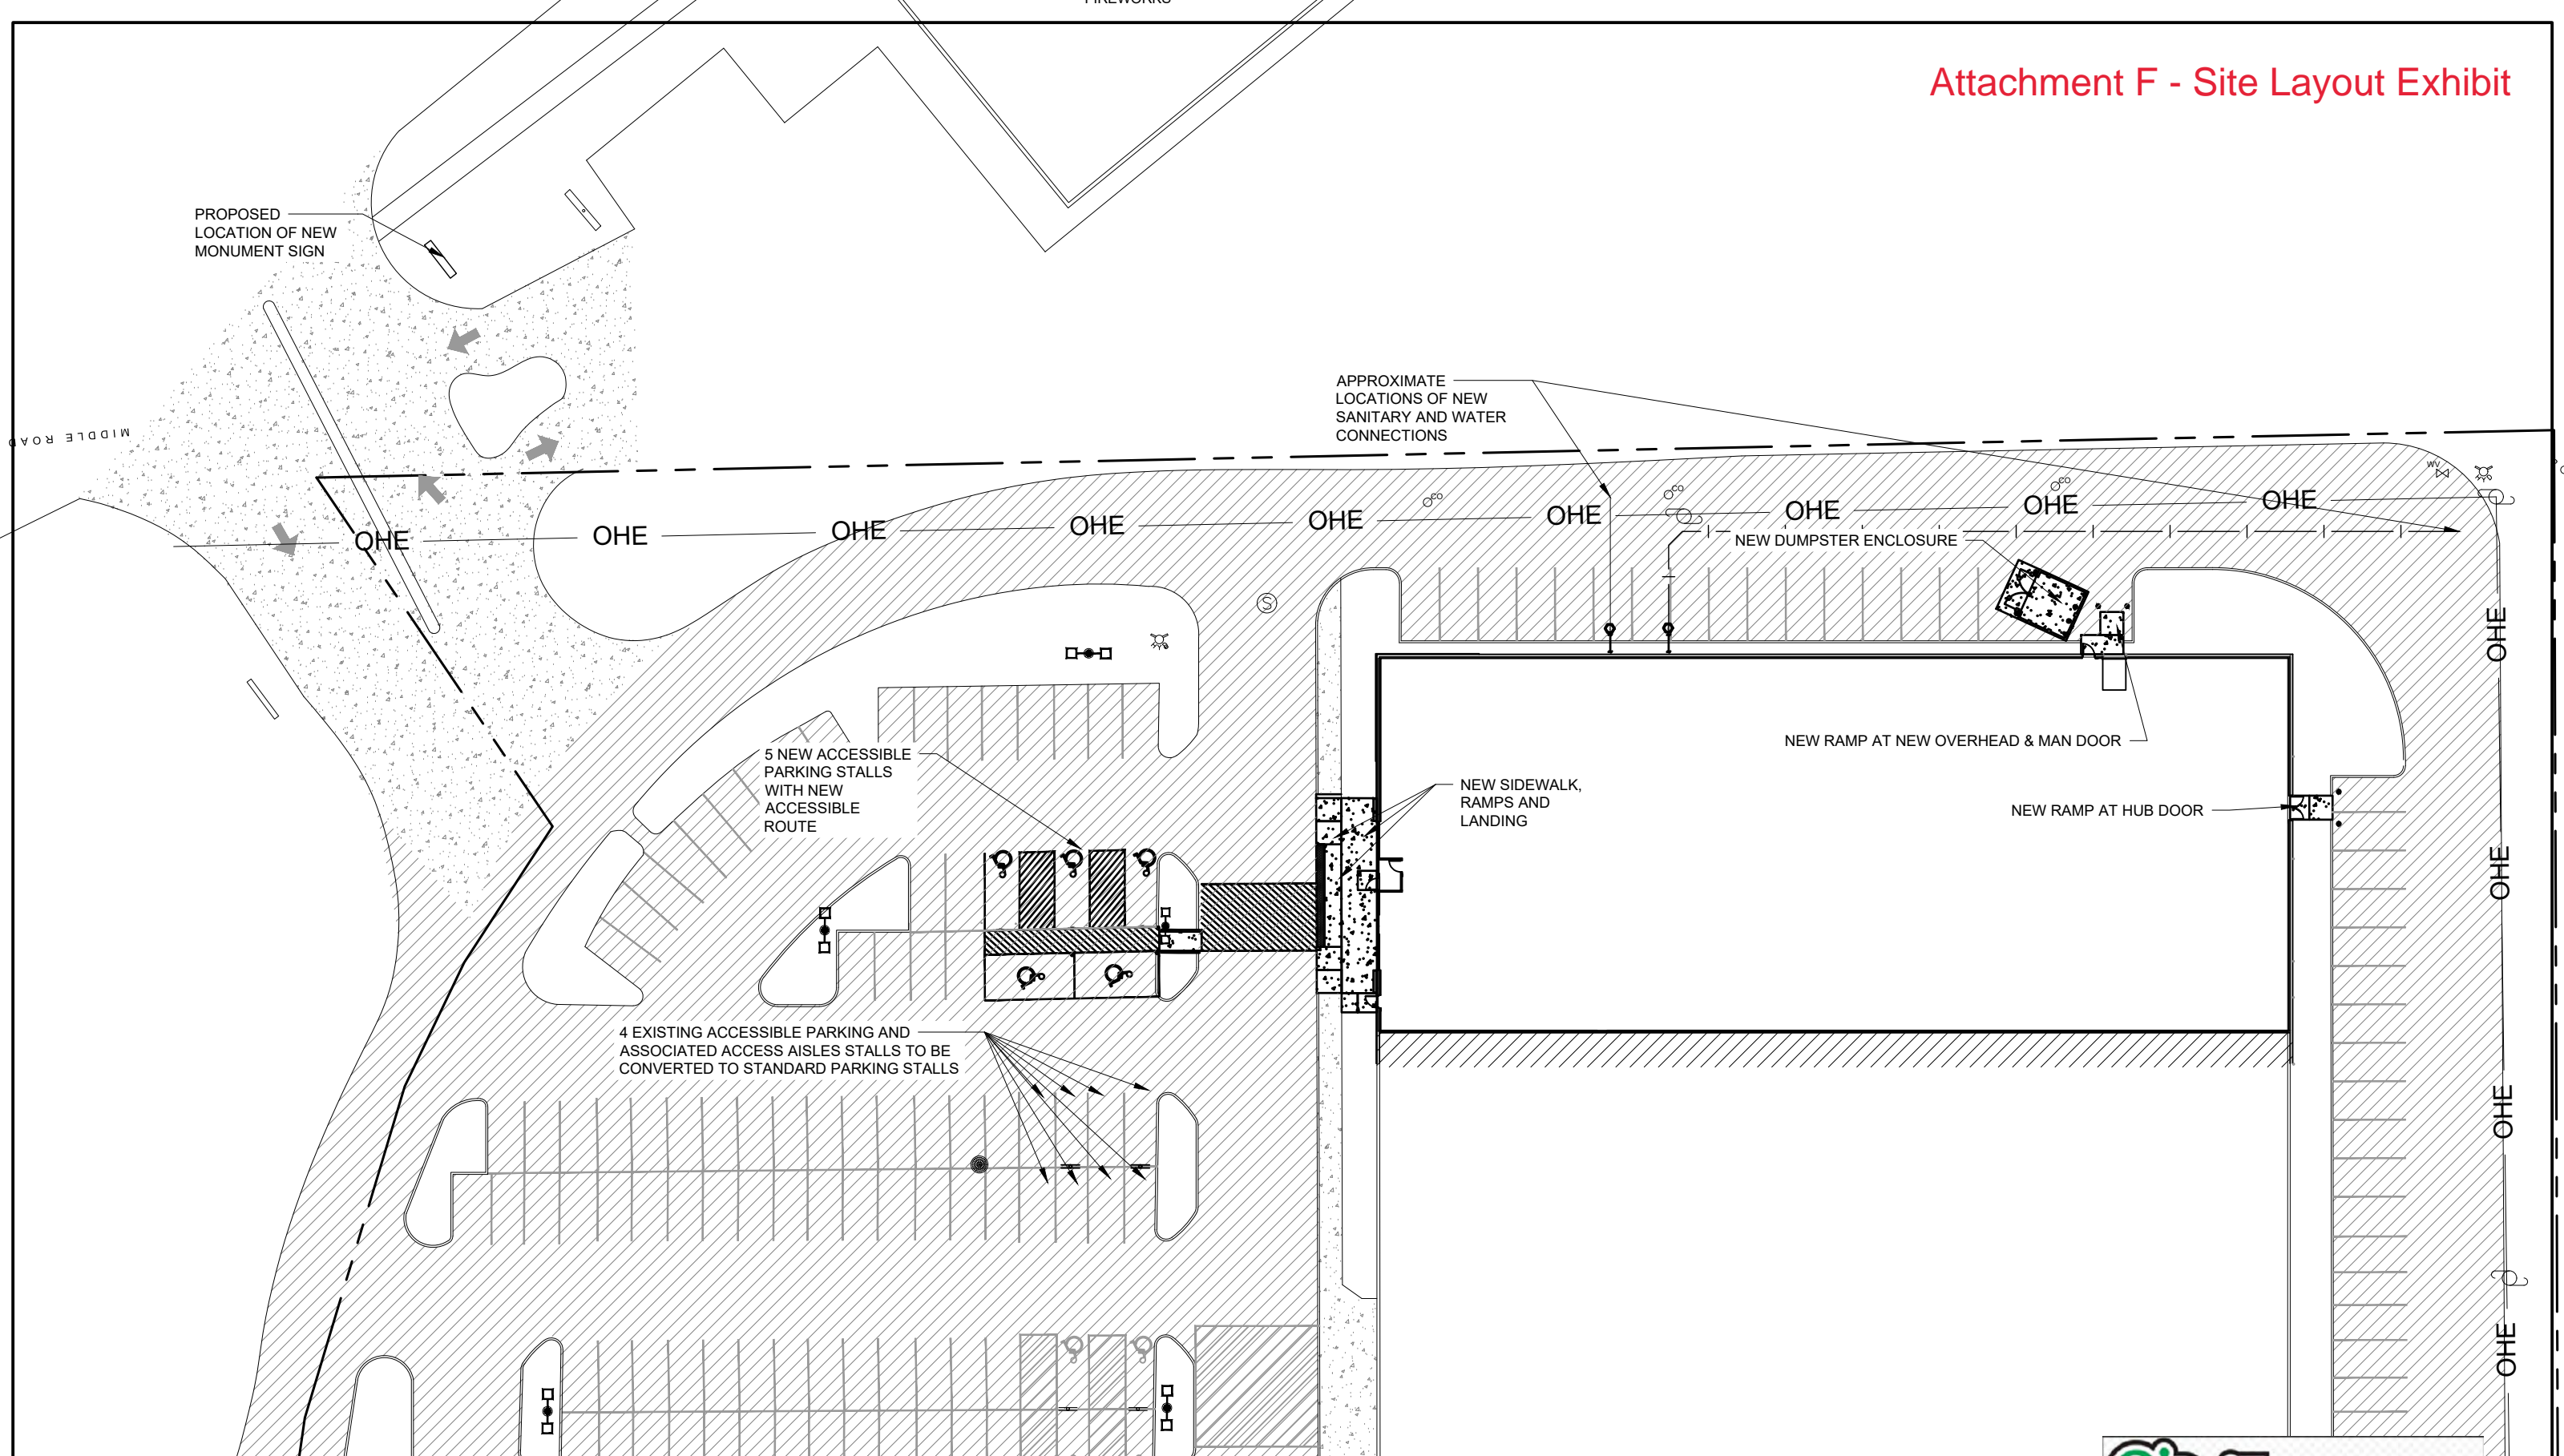 Attachment F - Site Layout Exhibit
PROPOSED
LOCATION OF NEW
MONUMENT SIGN
MIDDLE ROAD
APPROXIMATE
LOCATIONS OF NEW
SANITARY AND WATER
CONNECTIONS
WV
CO
CO
CO
OHE
OHE
OHE
OHE
OHE
OHE
OHE
OHE
OHE
NEW DUMPSTER ENCLOSURE
S
OHE
NEW RAMP AT NEW OVERHEAD & MAN DOOR
5 NEW ACCESSIBLE
PARKING STALLS
WITH NEW
ACCESSIBLE
ROUTE
NEW SIDEWALK,
RAMPS AND
LANDING
NEW RAMP AT HUB DOOR
OHE
4 EXISTING ACCESSIBLE PARKING AND
ASSOCIATED ACCESS AISLES STALLS TO BE
CONVERTED TO STANDARD PARKING STALLS
OHE
OHE